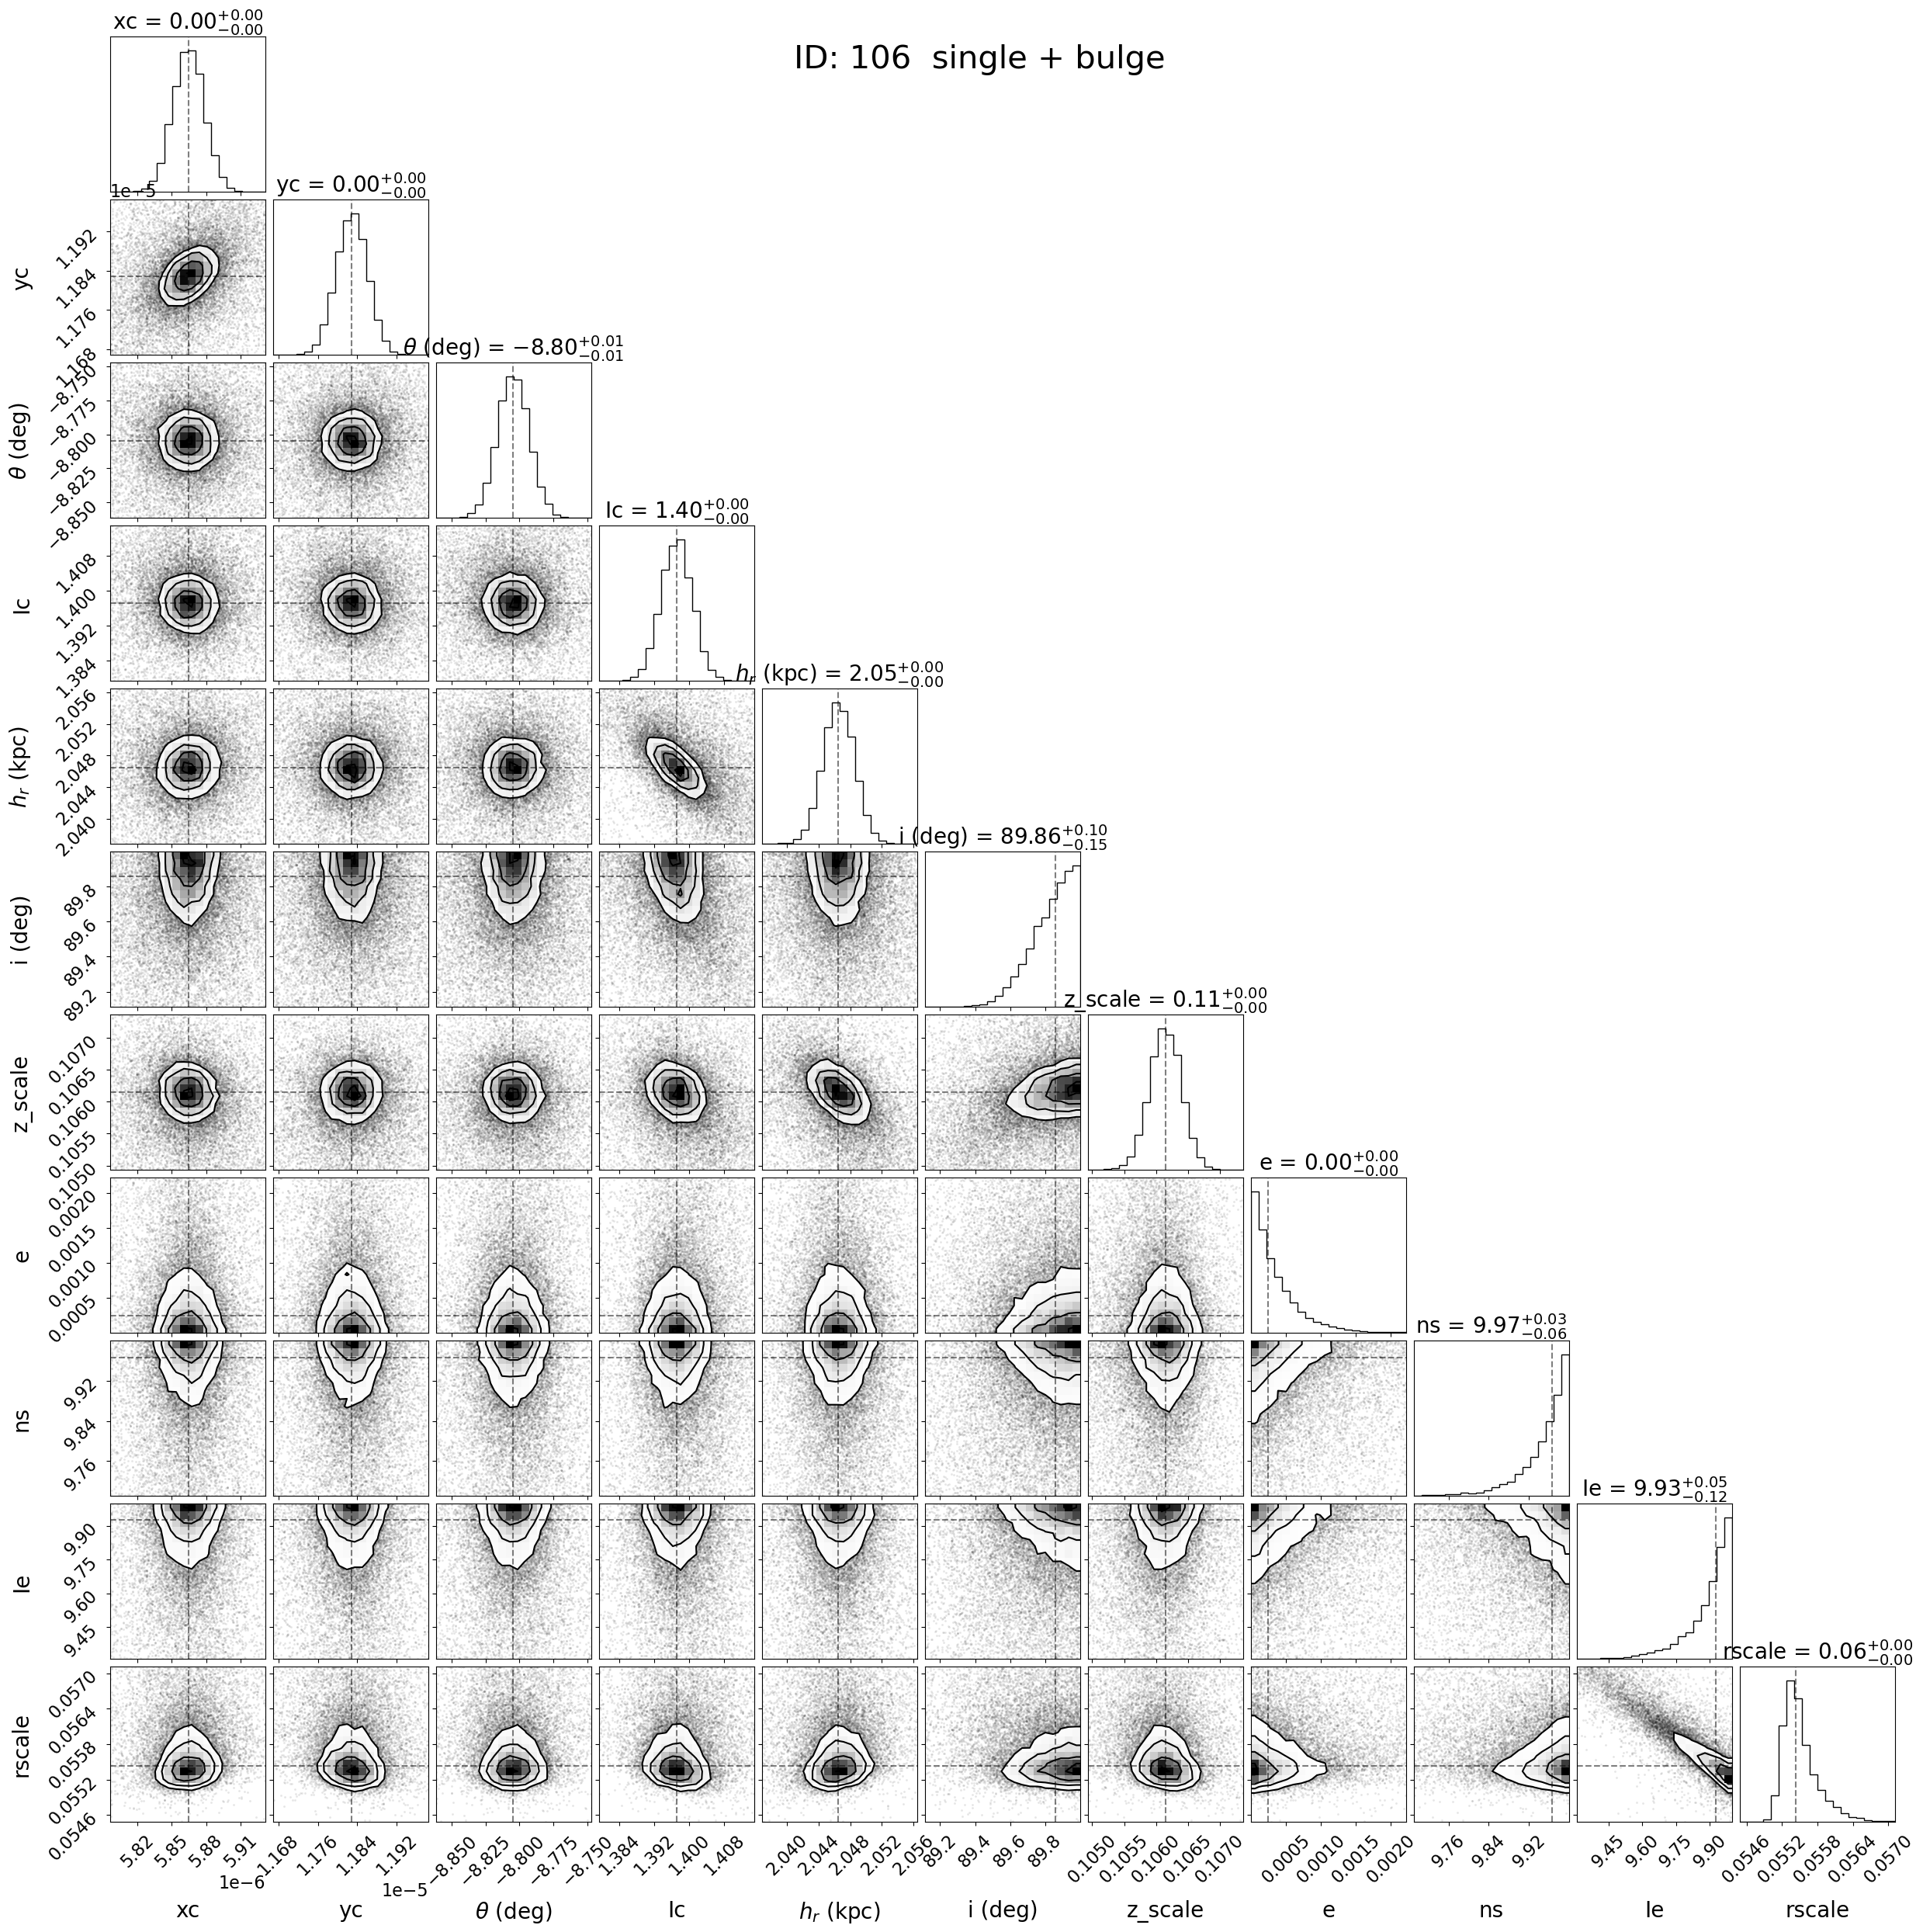 xc = 0.00+0.00−0.00
ID: 106 single + bulge
1e−5
yc = 0.00+0.00−0.00
yc
1.192
1.184
1.176
1.168
θ (deg) = −8.80+0.01−0.01
θ (deg)
−8.750
−8.775
−8.800
−8.825
−8.850
Ic = 1.40+0.00−0.00
Ic
1.408
1.400
1.392
1.384
hr (kpc) = 2.05+0.00−0.00
hr (kpc)
2.056
2.052
2.048
2.044
2.040
i (deg) = 89.86+0.10−0.15
i (deg)
89.8
89.6
89.4
89.2
z_scale = 0.11+0.00−0.00
z_scale
0.1070
0.1065
0.1060
0.1055
0.1050
e = 0.00+0.00−0.00
e
0.0020
0.0015
0.0010
0.0005
ns = 9.97+0.03−0.06
ns
9.92
9.84
9.76
Ie = 9.93+0.05−0.12
Ie
9.90
9.75
9.60
9.45
rscale = 0.06+0.00−0.00
rscale
0.0570
0.0564
0.0558
0.0552
0.0546
5.82 5.85 5.88 5.91 1.168 1.176 1.184 1.192 −8.850 −8.825 −8.800 −8.775 −8.750 1.384 1.392 1.400 1.408 2.040 2.044 2.048 2.052 2.056 89.2 89.4 89.6 89.8 0.1050 0.1055 0.1060 0.1065 0.1070 0.0005 0.0010 0.0015 0.0020 9.76 9.84 9.92 9.45 9.60 9.75 9.90 0.0546 0.0552 0.0558 0.0564 0.0570
1e−6 1e−5
xc yc θ (deg) Ic hr (kpc) i (deg) z_scale e ns Ie rscale